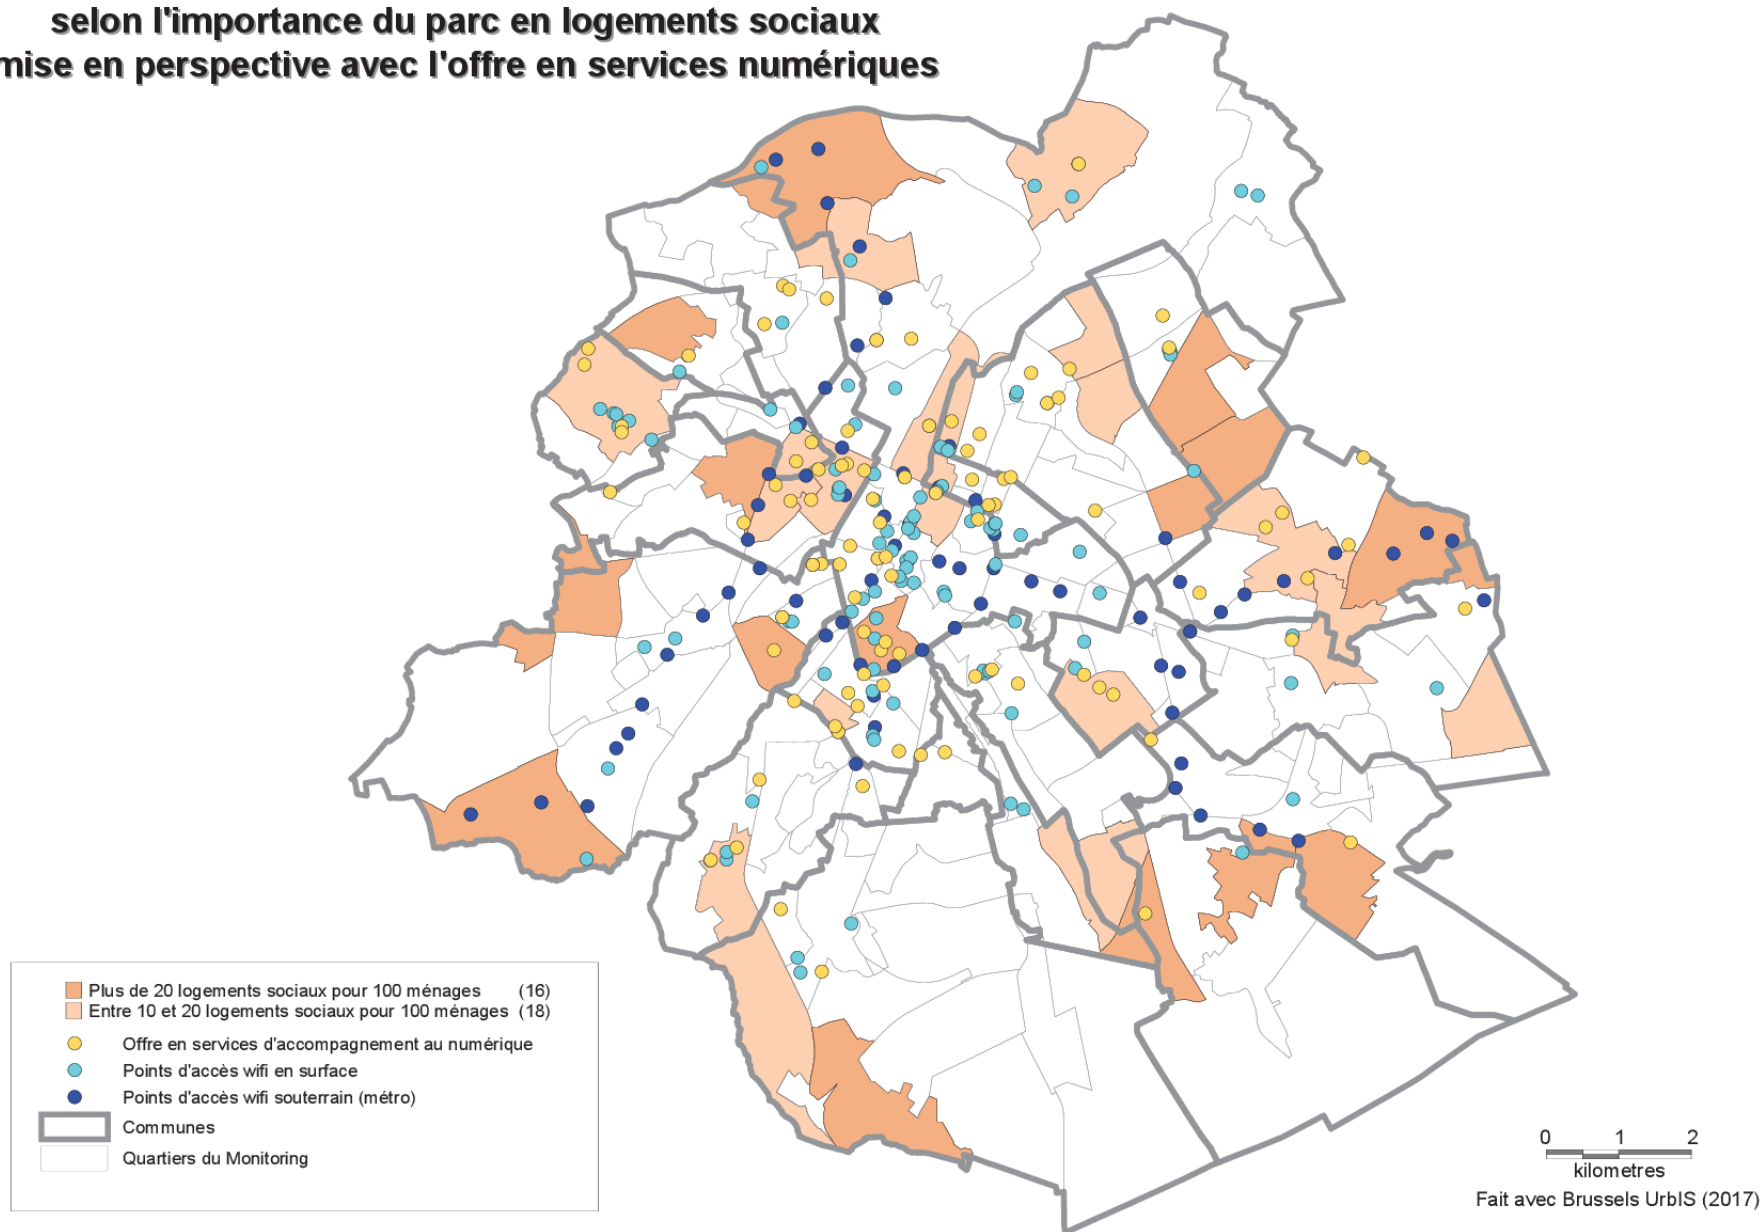 selon l'importance du parc en logements sociaux
mise en perspective avec l'offre en services numériques
Plus de 20 logements sociaux pour 100 ménages (16)
Entre 10 et 20 logements sociaux pour 100 ménages (18)
Offre en services d'accompagnement au numérique
Points d'accès wifi en surface
Points d'accès wifi souterrain (métro)
Communes
Quartiers du Monitoring
0 1 2
kilometres
Fait avec Brussels UrbIS (2017)